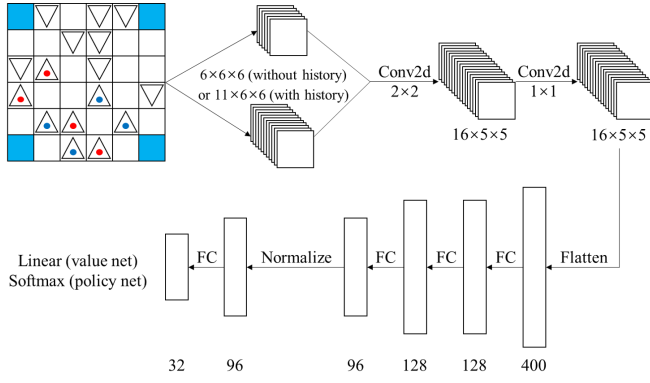 6×6×6 (without history)
or 11×6×6 (with history)
Conv2d
2×2
Conv2d
1×1
16×5×5
16×5×5
Linear (value net)
Softmax (policy net)
FC
Normalize
FC
FC
FC
Flatten
32
96
96
128
128
400